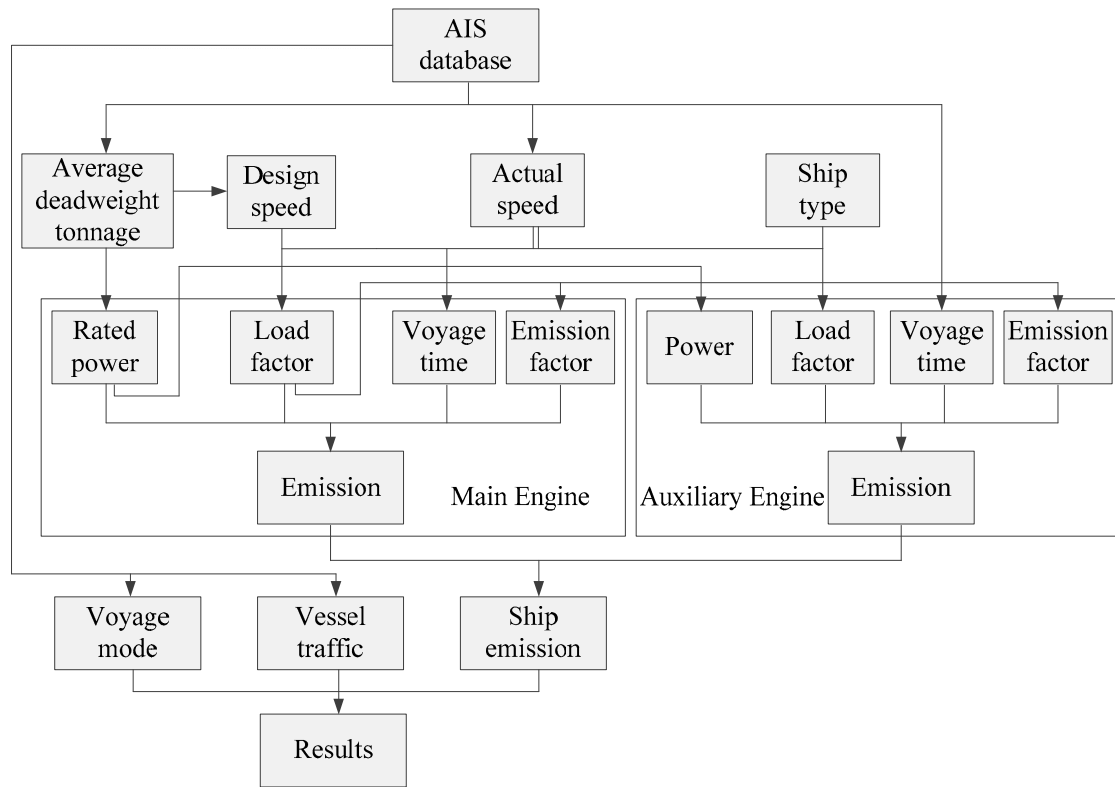 AIS
database
Average
deadweight
tonnage
Design
speed
Actual
speed
Ship
type
Rated
power
Load
factor
Voyage
time
Emission
factor
Power
Load
factor
Voyage
time
Emission
factor
Emission
Main Engine
Auxiliary Engine
Emission
Voyage
mode
Vessel
traffic
Ship
emission
Results